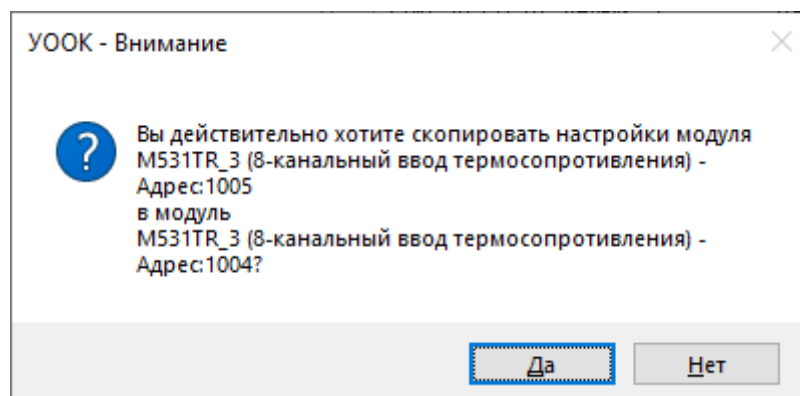 УООК - Внимание
Вы действительно хотите скопировать настройки модуля
M531TR_3 (8-канальный ввод термосопротивления) -
Адрес:1005
в модуль
M531TR_3 (8-канальный ввод термосопротивления) -
Адрес:1004?
Да
Нет